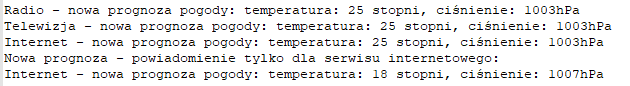 Radio - nowa prognoza pogody: temperatura: 25 stopni, ciśnienie: 1003hPa
Telewizja - nowa prognoza pogody: temperatura: 25 stopni, ciśnienie: 1003hPa
Internet - nowa prognoza pogody: temperatura: 25 stopni, ciśnienie: 1003hPa
Nowa prognoza - powiadomienie tylko dla serwisu internetowego:
Internet - nowa prognoza pogody: temperatura: 18 stopni, ciśnienie: 1007hPa